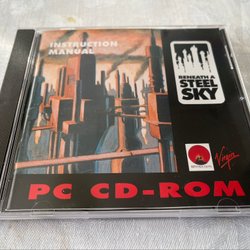 INSTRUCTION
MANUAL
BENEATH A
STEEL
SKY
Virgin
PC CD-ROM